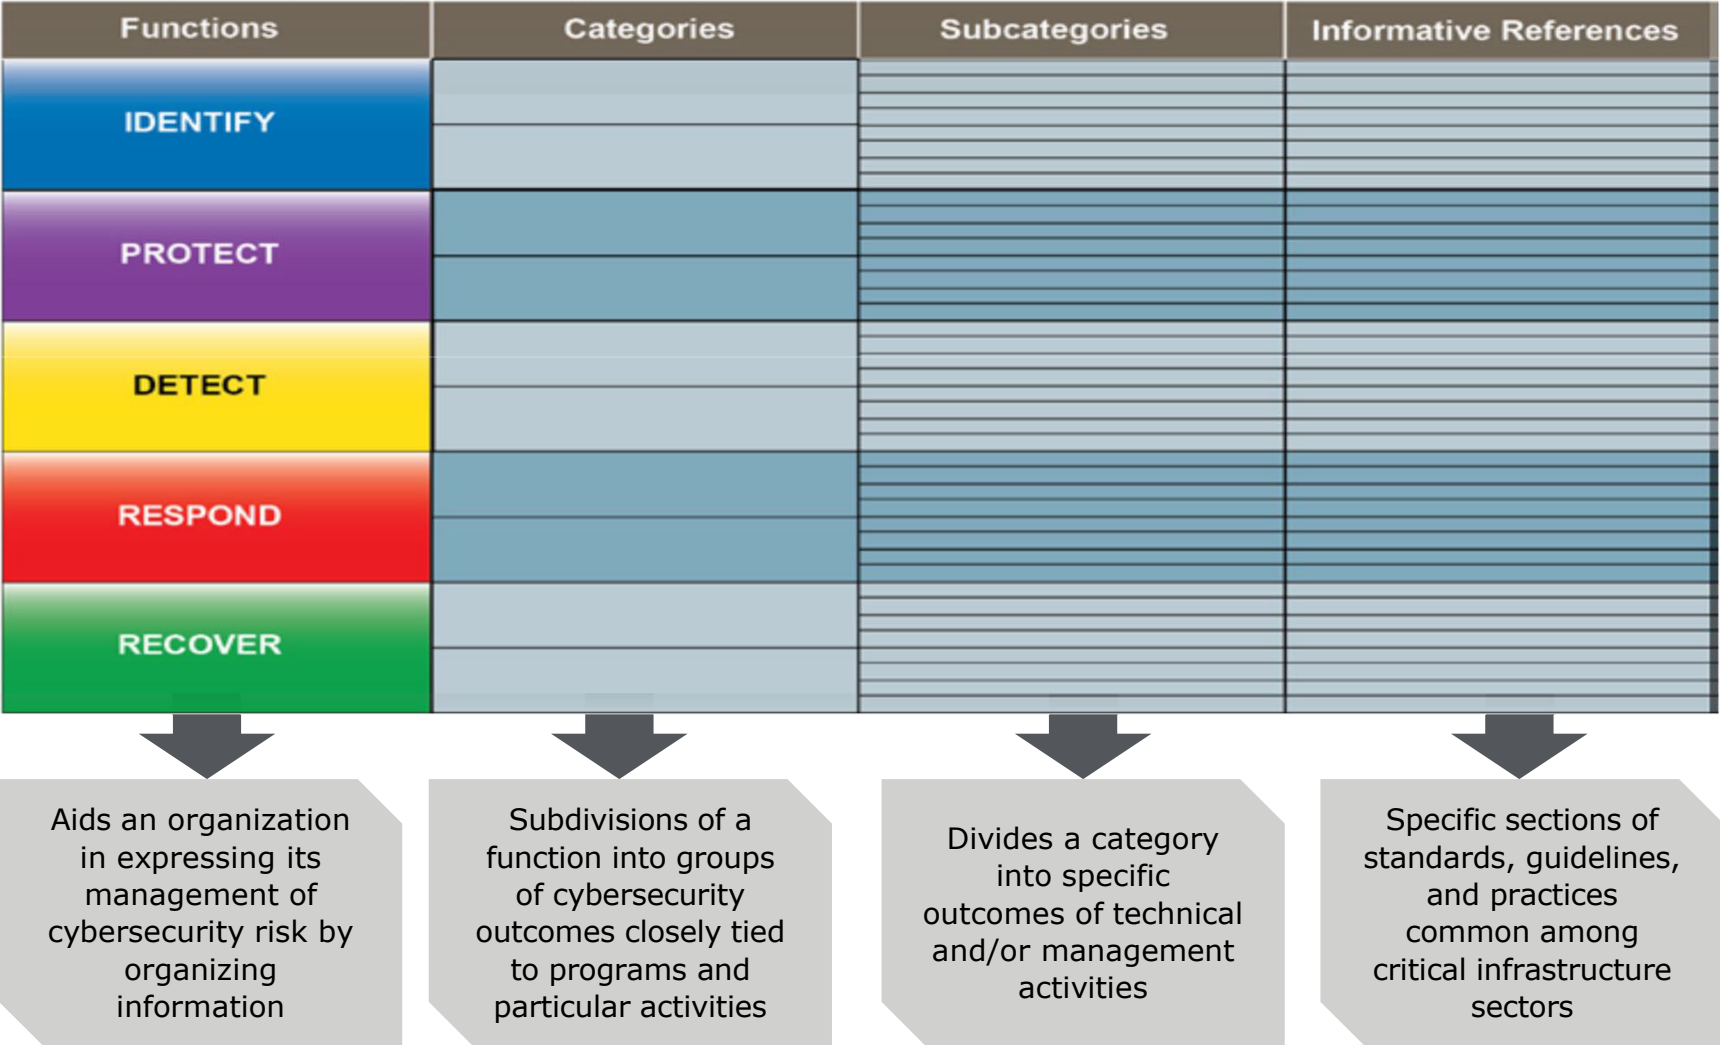 Functions
Categories
Subcategories
Informative References
IDENTIFY
PROTECT
DETECT
RESPOND
RECOVER
Aids an organization
in expressing its
management of
cybersecurity risk by
organizing
information
Subdivisions of a
function into groups
of cybersecurity
outcomes closely tied
to programs and
particular activities
Divides a category
into specific
outcomes of technical
and/or management
activities
Specific sections of
standards, guidelines,
and practices
common among
critical infrastructure
sectors